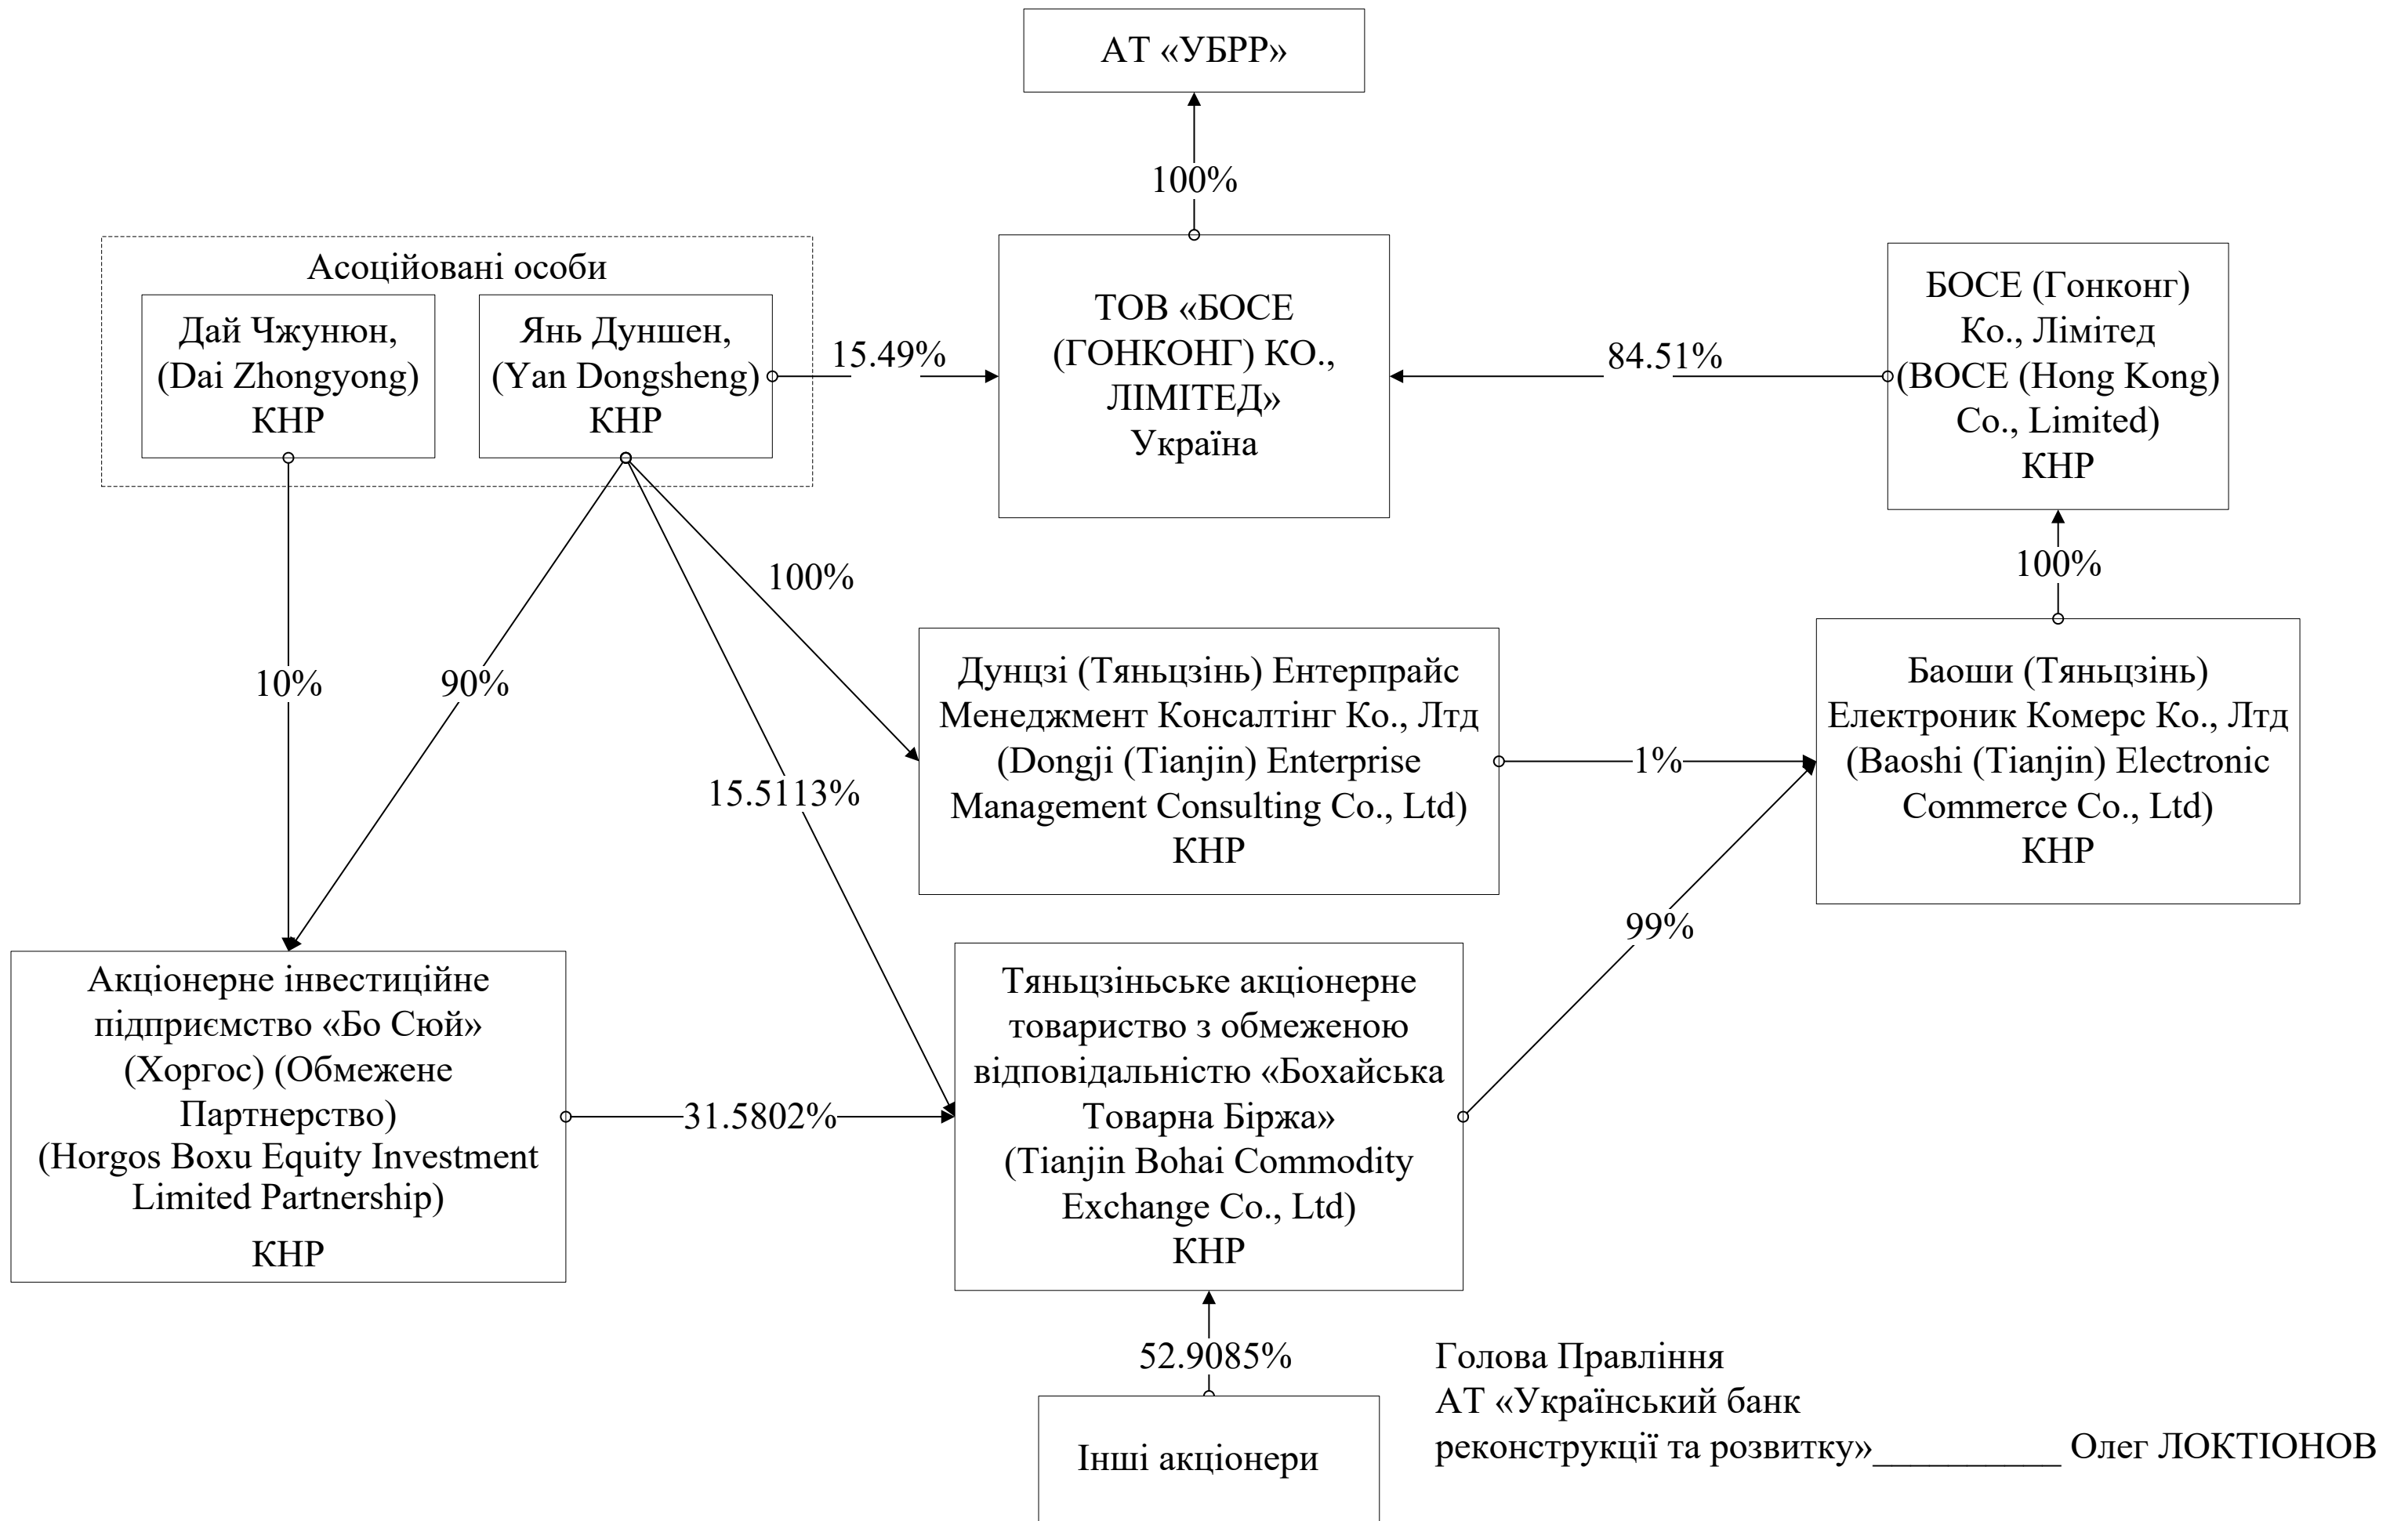 АТ «УБРР»
100%
Асоційовані особи
Дай Чжунюн,
(Dai Zhongyong)
КНР
Янь Дуншен,
(Yan Dongsheng)
КНР
15.49%
ТОВ «БОСЕ
(ГОНКОНГ) КО.,
ЛІМІТЕД»
Україна
84.51%
БОСЕ (Гонконг)
Ко., Лімітед
(BOCE (Hong Kong)
Co., Limited)
КНР
100%
100%
10%
90%
15.5113%
Дунцзі (Тяньцзінь) Ентерпрайс
Менеджмент Консалтінг Ко., Лтд
(Dongji (Tianjin) Enterprise
Management Consulting Co., Ltd)
КНР
1%
Баоши (Тяньцзінь)
Електроник Комерс Ко., Лтд
(Baoshi (Tianjin) Electronic
Commerce Co., Ltd)
КНР
99%
Акціонерне інвестиційне
підприємство «Бо Сюй»
(Хоргос) (Обмежене
Партнерство)
(Horgos Boxu Equity Investment
Limited Partnership)
КНР
31.5802%
Тяньцзіньське акціонерне
товариство з обмеженою
відповідальністю «Бохайська
Товарна Біржа»
(Tianjin Bohai Commodity
Exchange Co., Ltd)
КНР
52.9085%
Інші акціонери
Голова Правління
АТ «Український банк
реконструкції та розвитку»__________ Олег ЛОКТІОНОВ